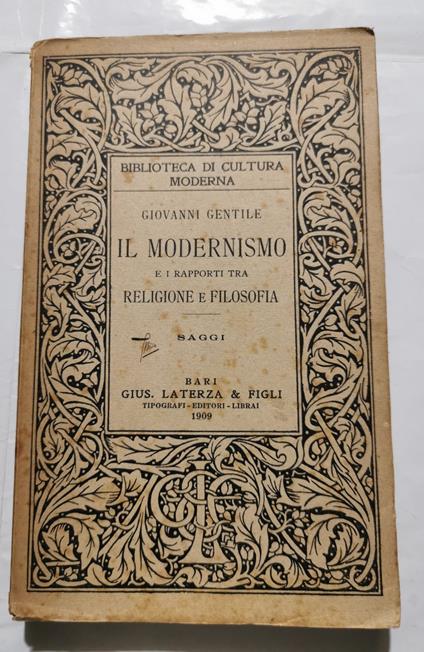 BIBLIOTECA DI CULTURA
MODERNA
GIOVANNI GENTILE
IL MODERNISMO
E I RAPPORTI TRA
RELIGIONE E FILOSOFIA
SAGGI
BARI
GIUS. LATERZA & FIGLI
TIPOGRAFI-EDITORI-LIBRAI
1909